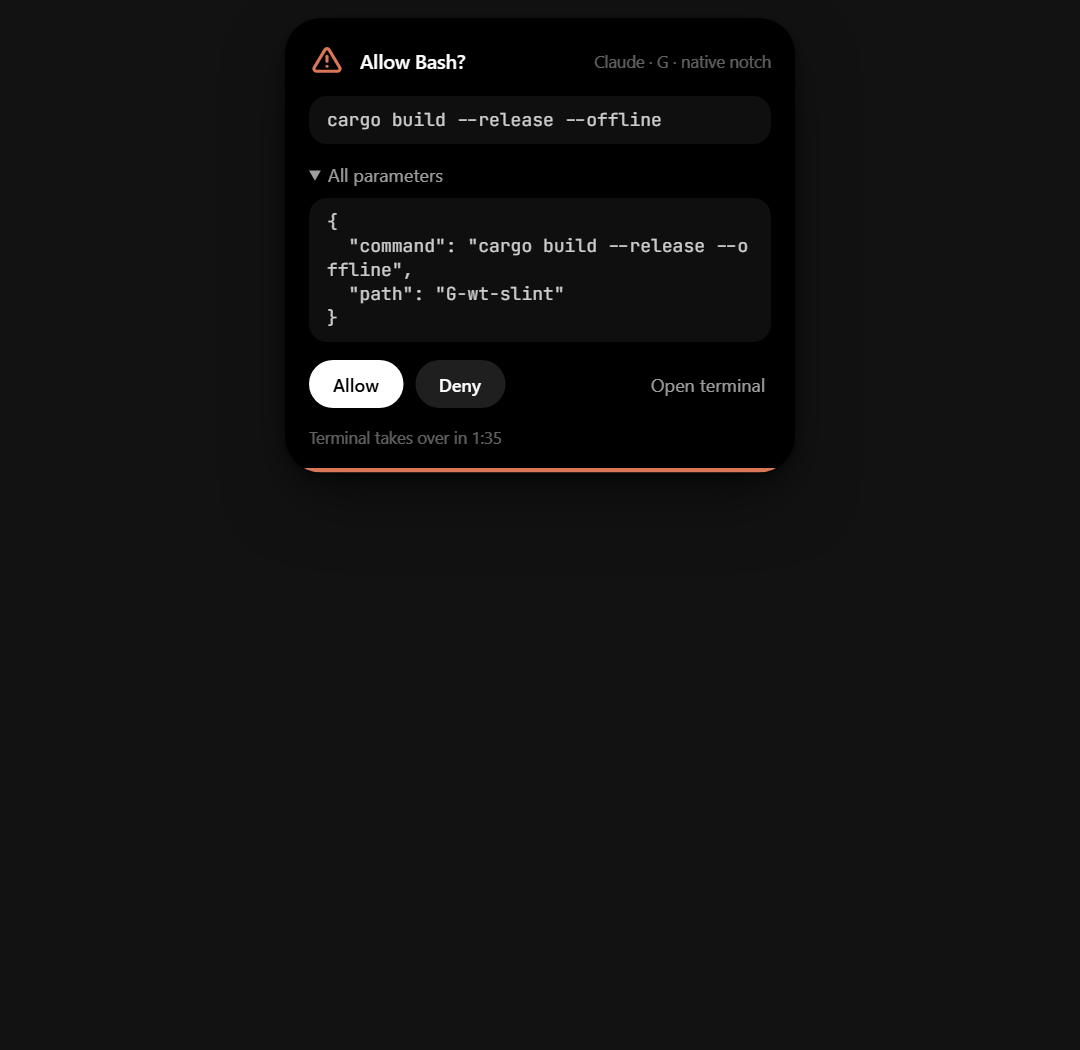 Allow Bash?
Claude · G · native notch
cargo build --release --offline
▼ All parameters
{
  "command": "cargo build --release --o
ffline",
  "path": "G-wt-slint"
}
Allow
Deny
Open terminal
Terminal takes over in 1:35